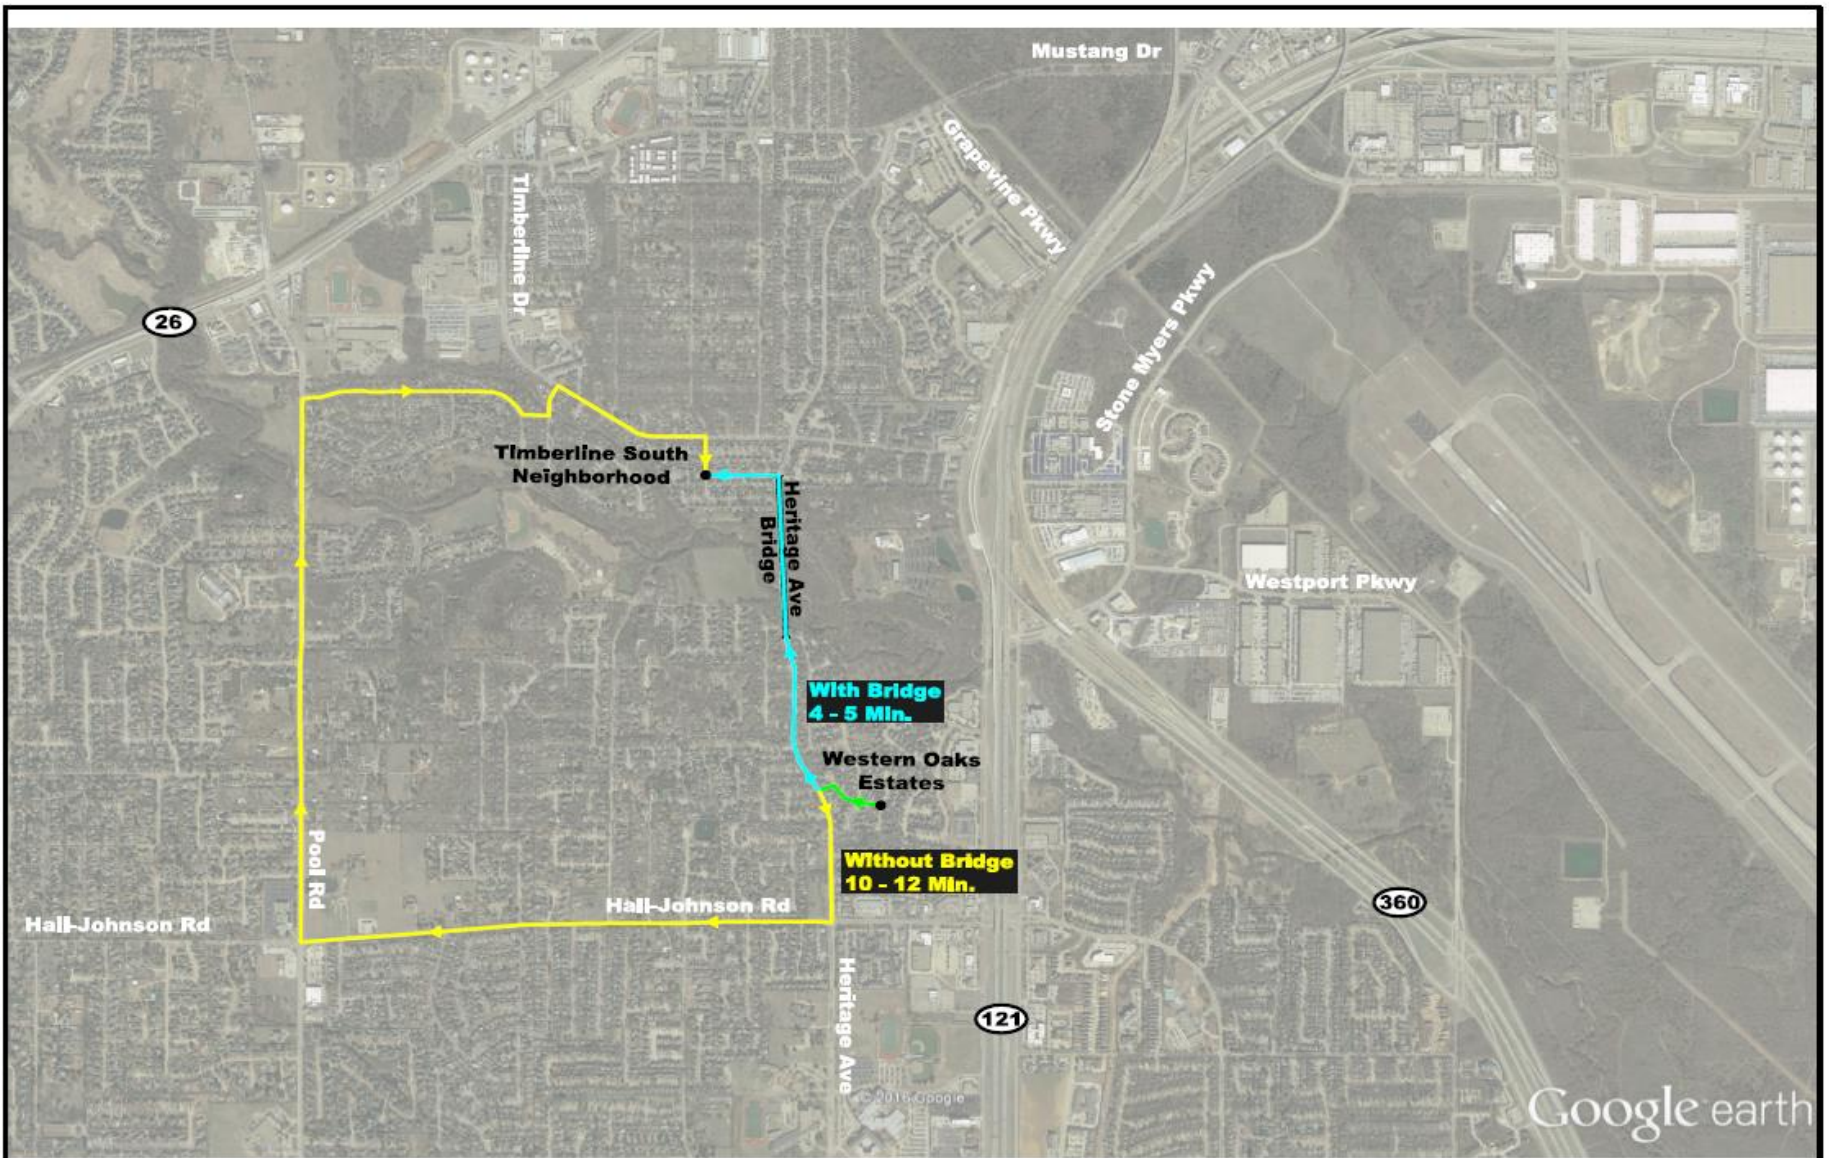 Mustang Dr
Grapevine Pkwy
Timberline Dr
Stone Myers Pkwy
26
Timberline South
Neighborhood
Heritage Ave
Bridge
Westport Pkwy
With Bridge
4 - 5 Min.
Western Oaks
Estates
Without Bridge
10 - 12 Min.
Pool Rd
Hall-Johnson Rd
Hall-Johnson Rd
360
Heritage Ave
121
© 2016 Google
Google earth